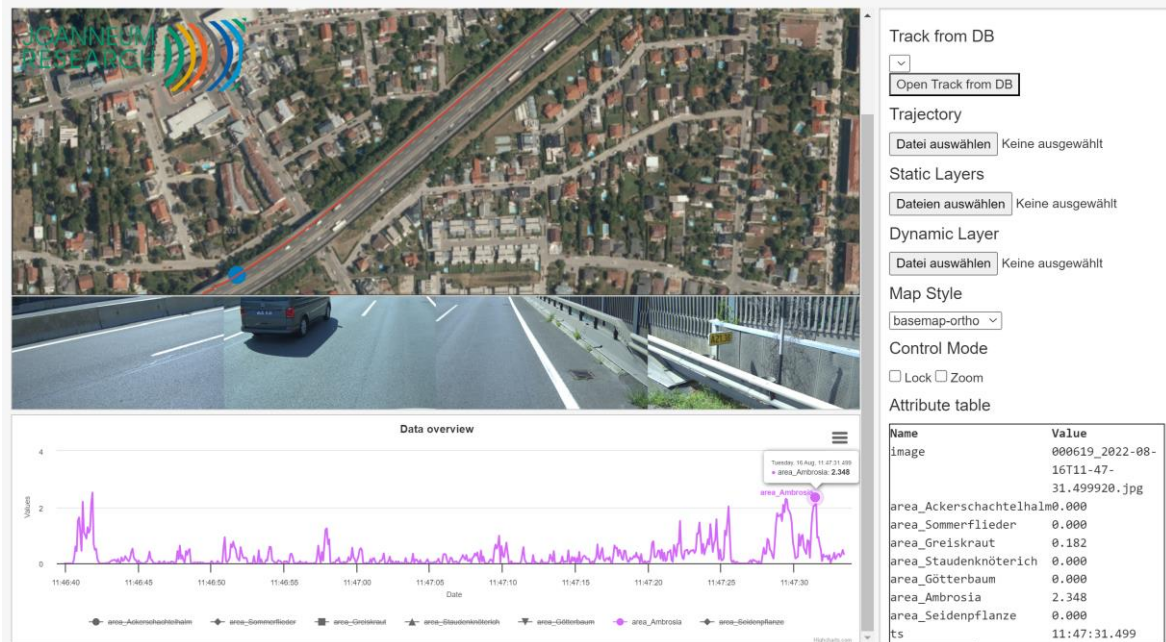 JOANNEUM
RESEARCH
Data overview
4
2
0
Values
Tuesday, 16 Aug, 11:47:31.499
● area_Ambrosia: 2.348
area_Ambrosia
11:46:40
11:46:45
11:46:50
11:46:55
11:47:00
11:47:05
11:47:10
11:47:15
11:47:20
11:47:25
11:47:30
Date
area_Ackerschachtelhalm
area_Sommerflieder
area_Greiskraut
area_Staudenknöterich
area_Götterbaum
area_Ambrosia
area_Seidenpflanze
Highcharts.com
Track from DB
Open Track from DB
Trajectory
Datei auswählen Keine ausgewählt
Static Layers
Dateien auswählen Keine ausgewählt
Dynamic Layer
Datei auswählen Keine ausgewählt
Map Style
basemap-ortho
Control Mode
Lock Zoom
Attribute table
Name Value
image 000619_2022-08-
16T11-47-
31.499920.jpg
area_Ackerschachtelhalm0.000
area_Sommerflieder 0.000
area_Greiskraut 0.182
area_Staudenknöterich 0.000
area_Götterbaum 0.000
area_Ambrosia 2.348
area_Seidenpflanze 0.000
ts 11:47:31.499